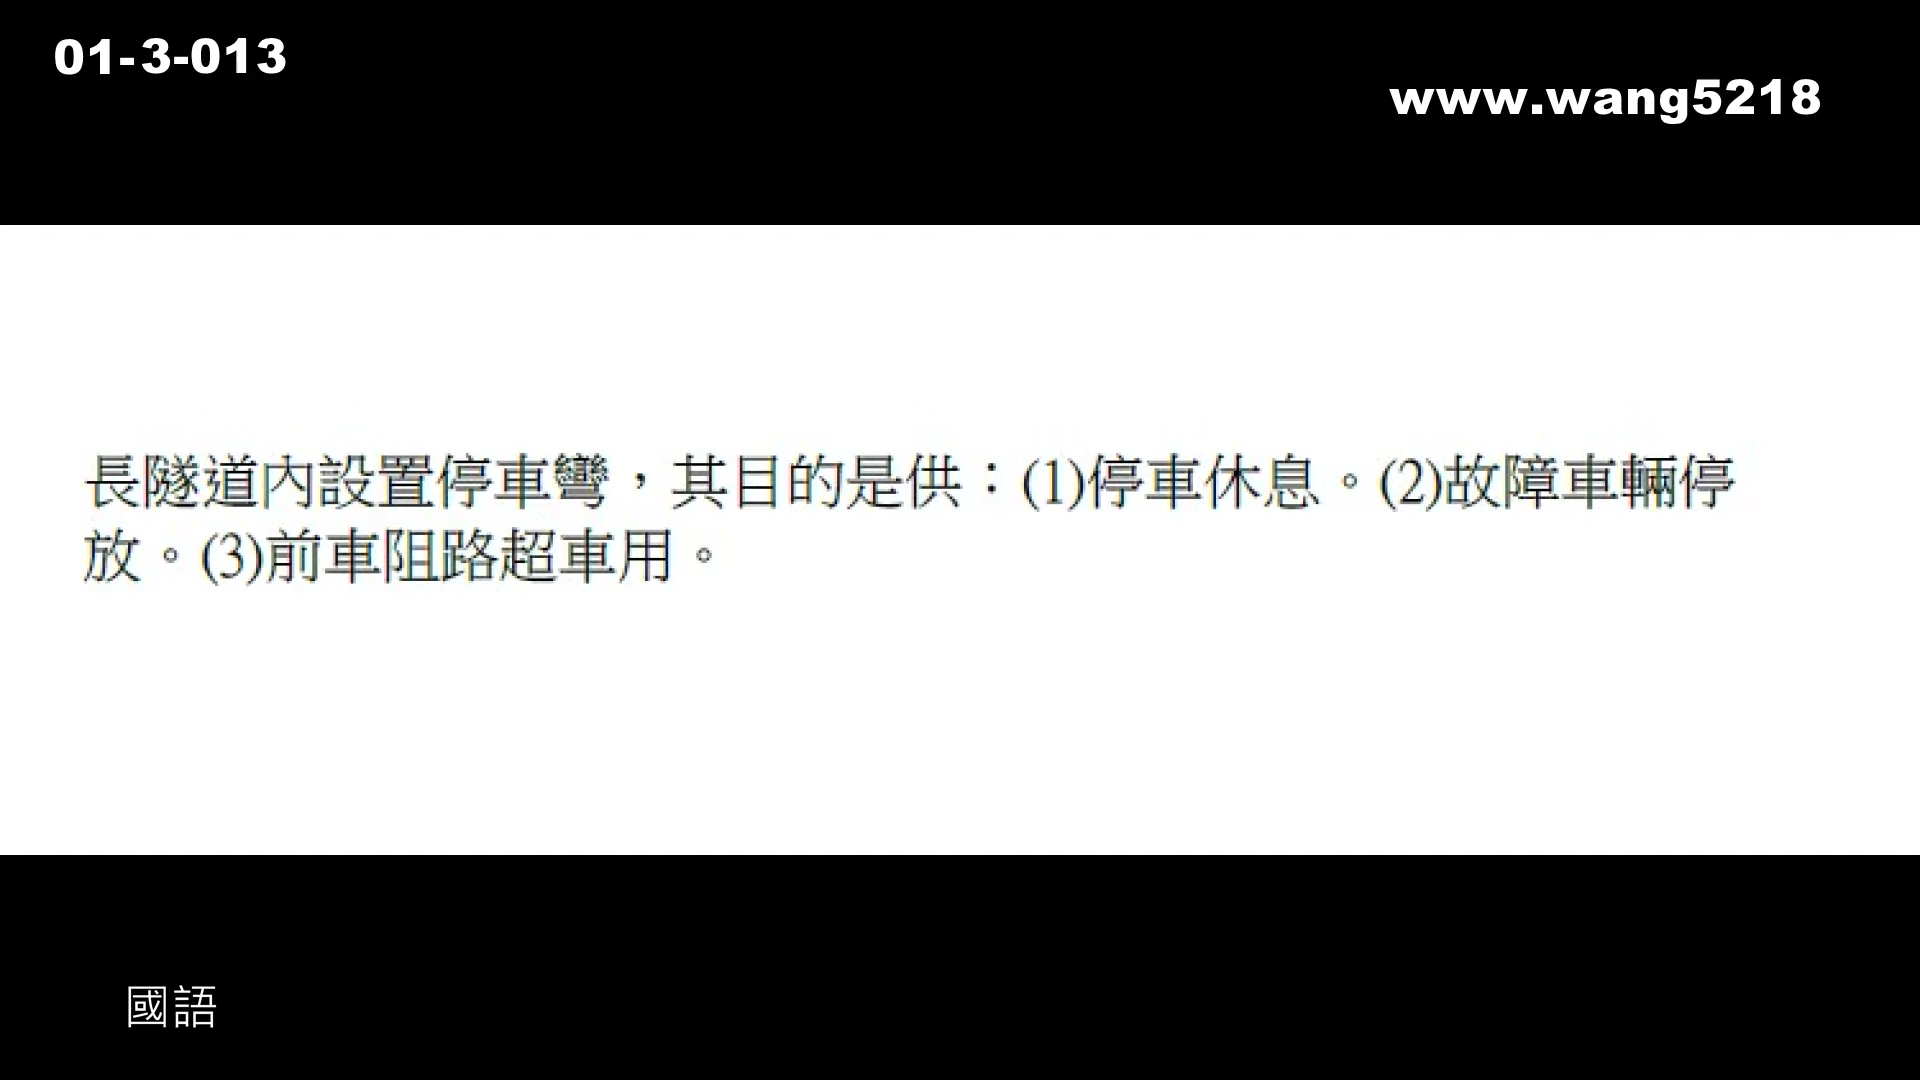 01-3-013
www.wang5218
長隧道內設置停車彎，其目的是供：(1)停車休息。(2)故障車輛停
放。(3)前車阻路超車用。
國語